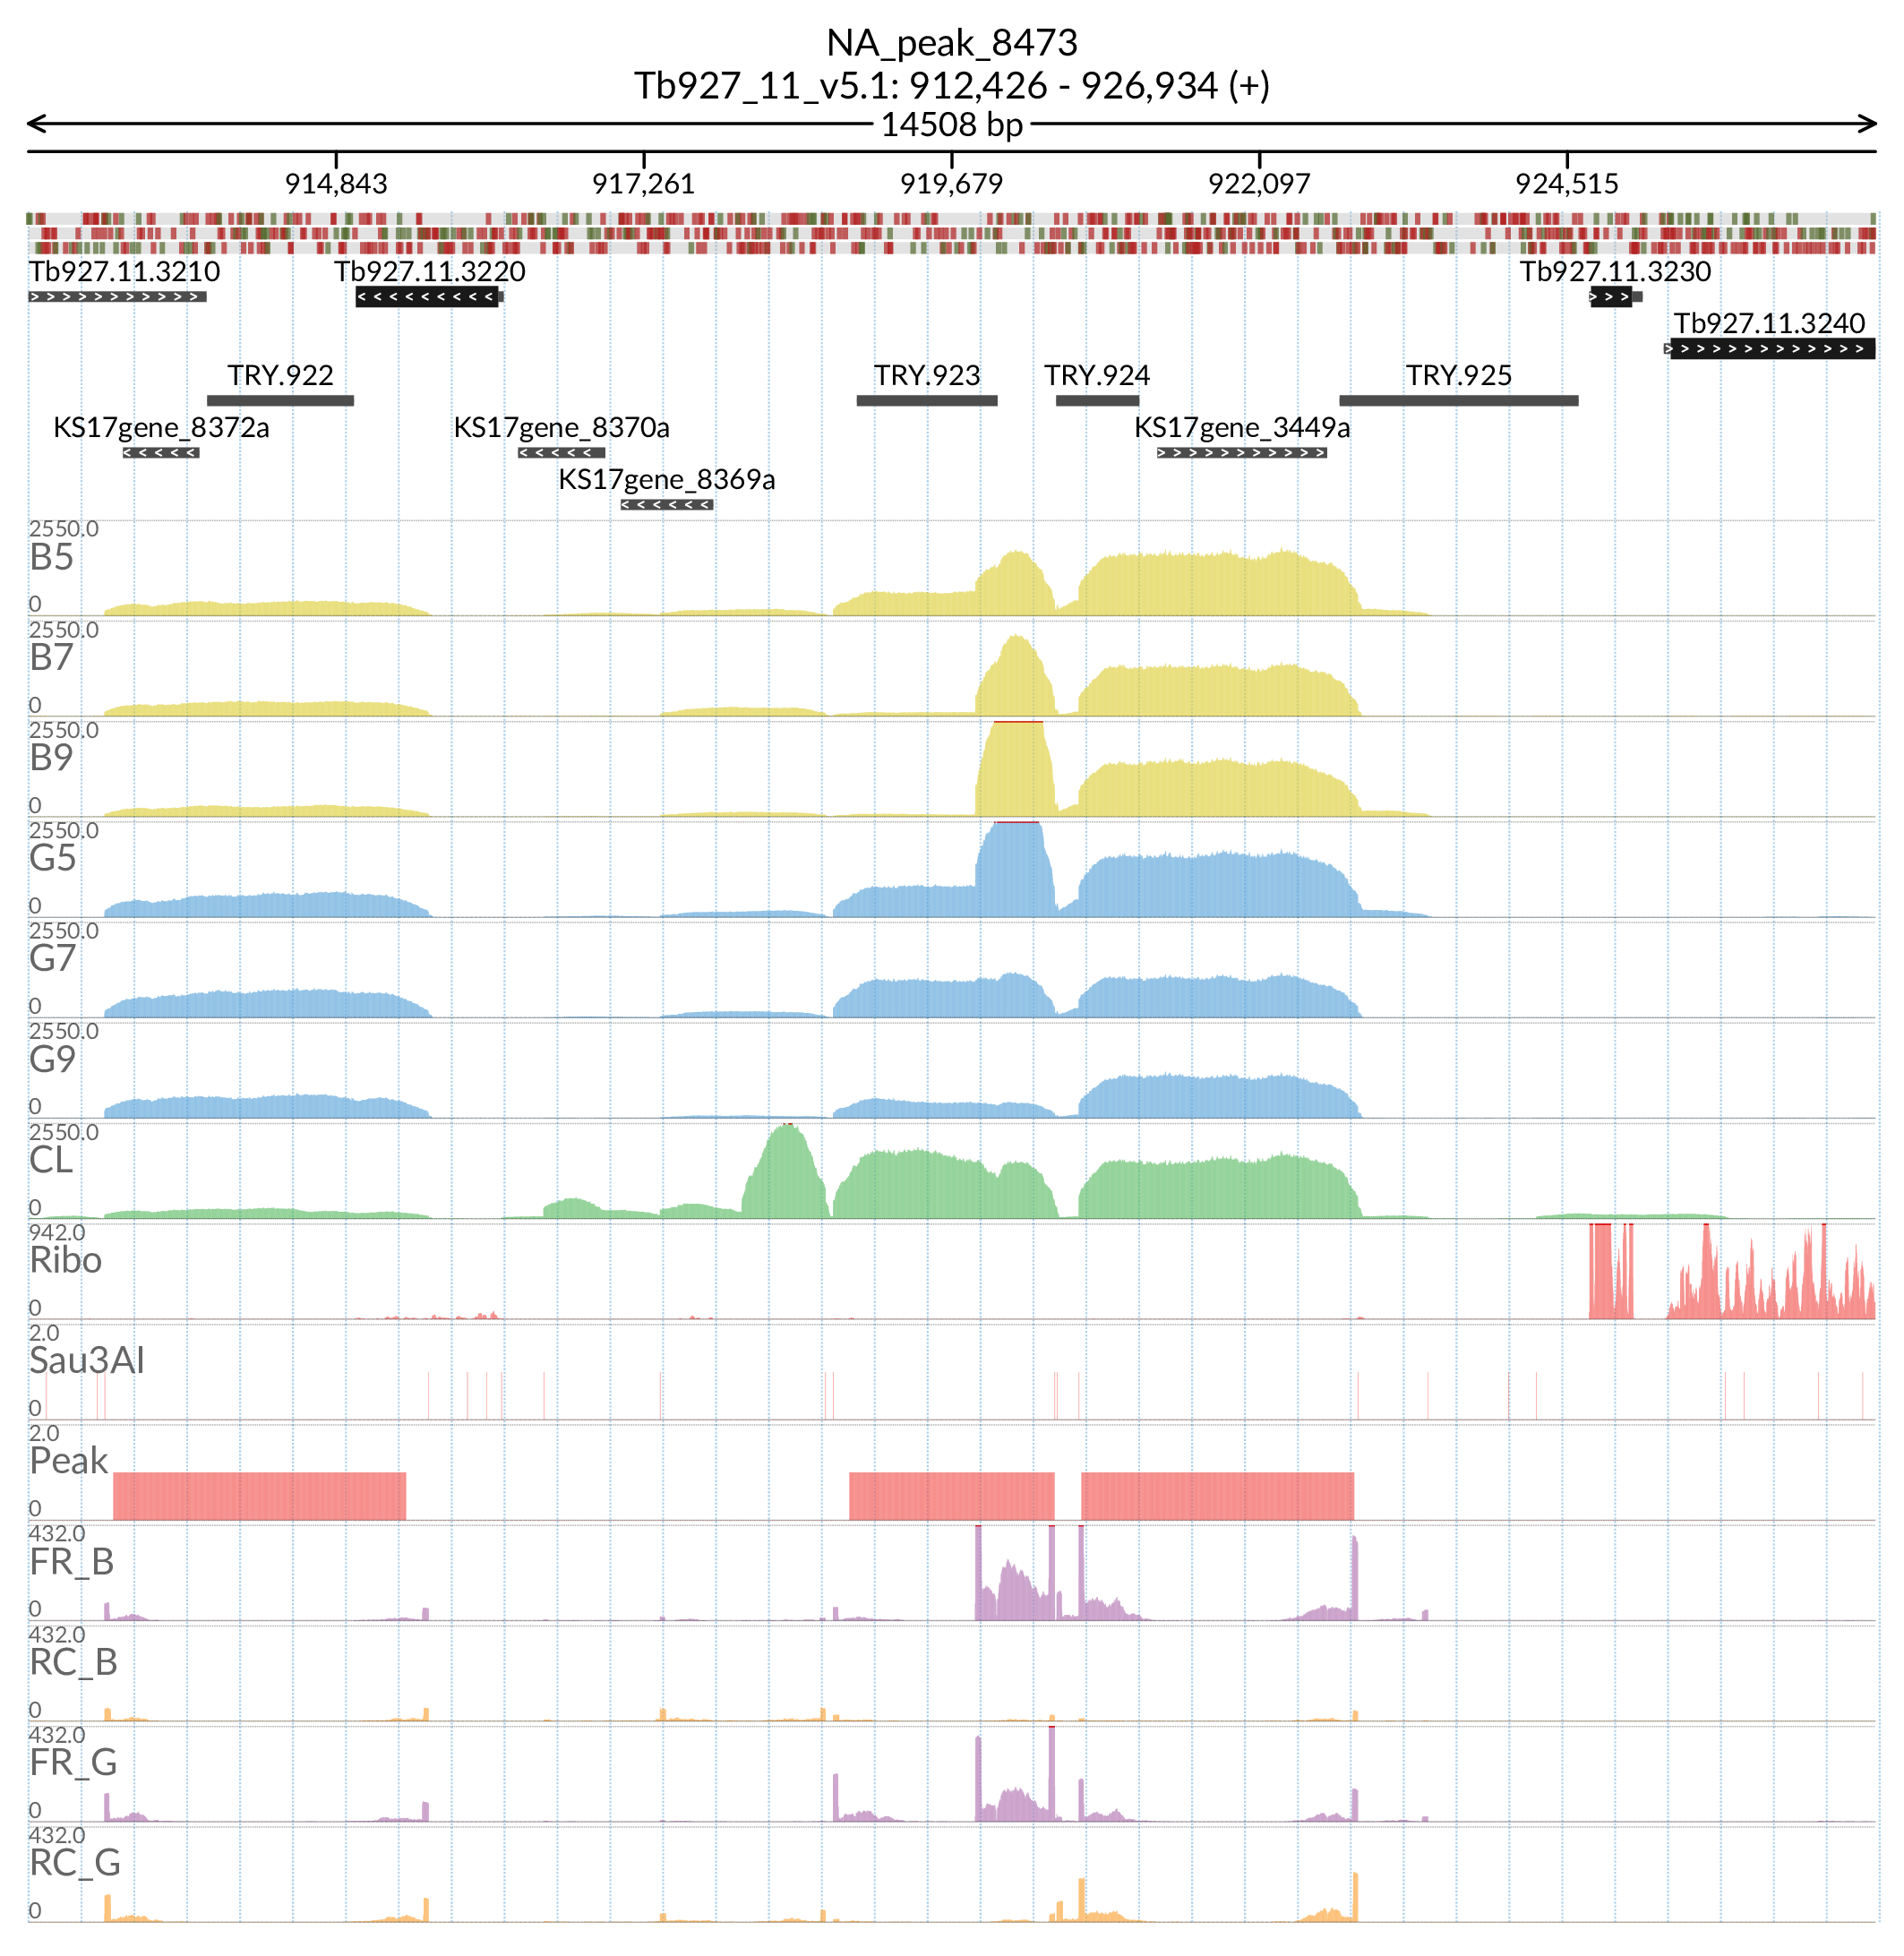 NA_peak_8473
Tb927_11_v5.1: 912,426 - 926,934 (+)
14508 bp
914,843 917,261 919,679 922,097 924,515
Tb927.11.3210 Tb927.11.3220 Tb927.11.3230
Tb927.11.3240
TRY.922 TRY.923 TRY.924 TRY.925
KS17gene_8372a KS17gene_8370a KS17gene_3449a
KS17gene_8369a
2550.0
B5
0
2550.0
B7
0
2550.0
B9
0
2550.0
G5
0
2550.0
G7
0
2550.0
G9
0
2550.0
CL
0
942.0
Ribo
0
2.0
Sau3AI
0
2.0
Peak
0
432.0
FR_B
0
432.0
RC_B
0
432.0
FR_G
0
432.0
RC_G
0